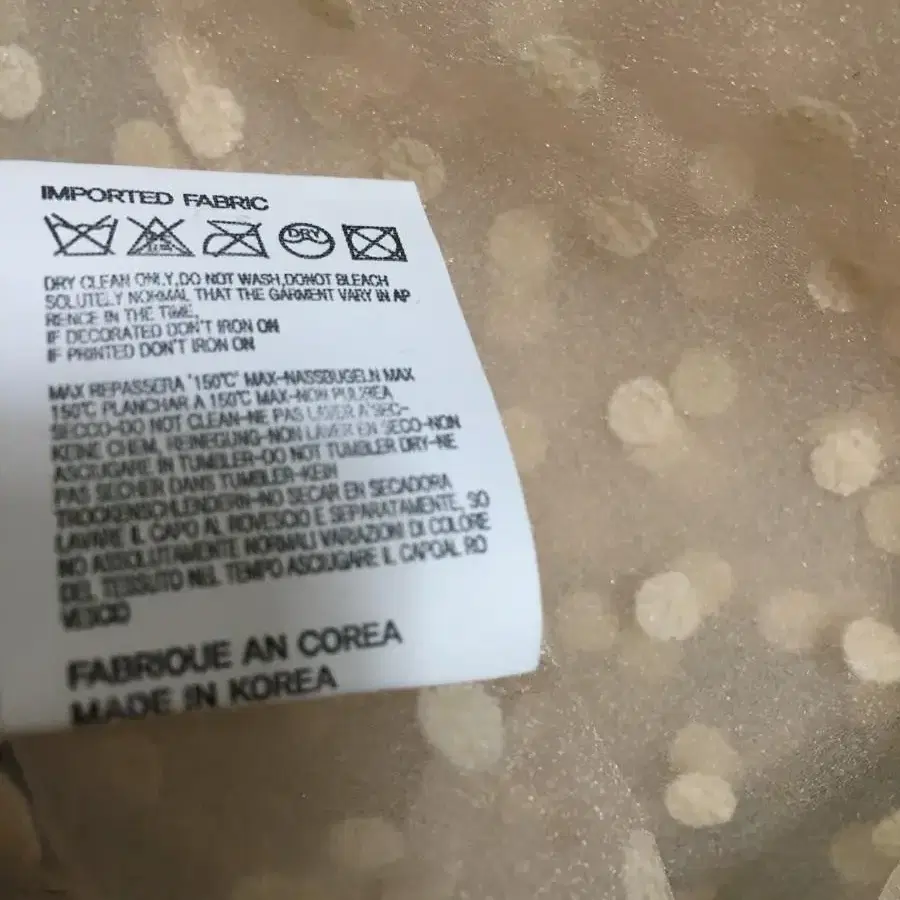 IMPORTED FABRIC
DRY
DRY CLEAN ONLY,DO NOT WASH,DONOT BLEACH
SOLUTELY NORMAL THAT THE GARMENT VARY IN AP
RENCE IN THE TIME,
IF DECORATED DON'T IRON ON
IF PRINTED DON'T IRON ON
MAX REPASSERA '150℃' MAX-NASSBUGELN MAX
150℃ PLANCHAR A 150℃ MAX-NON PULREA
SECCO-DO NOT CLEAN-NE PAS LAVER A SEC-
KEINE CHEM, REINEGUNG-NON LAVER EN SECO-NON
ASCIUGARE IN TUMBLER-DO NOT TUMBLER DRY-NE
PAS SECHER DANS TUMBLER-KEIH
TROCKENSCHLENDERN-NO SECAR EN SECADORA
LAVARE IL CAPO AL ROVESCIO E SEPARATAMENTE, SO
NO ASSOLUTAMENTE NORMALI VARIAZIONI DI COLORE
DEL TESSUTO NEL TEMPO ASCIUGARE IL CAPOAL RO
VESCIO
FABRIOUE AN COREA
MADE IN KOREA